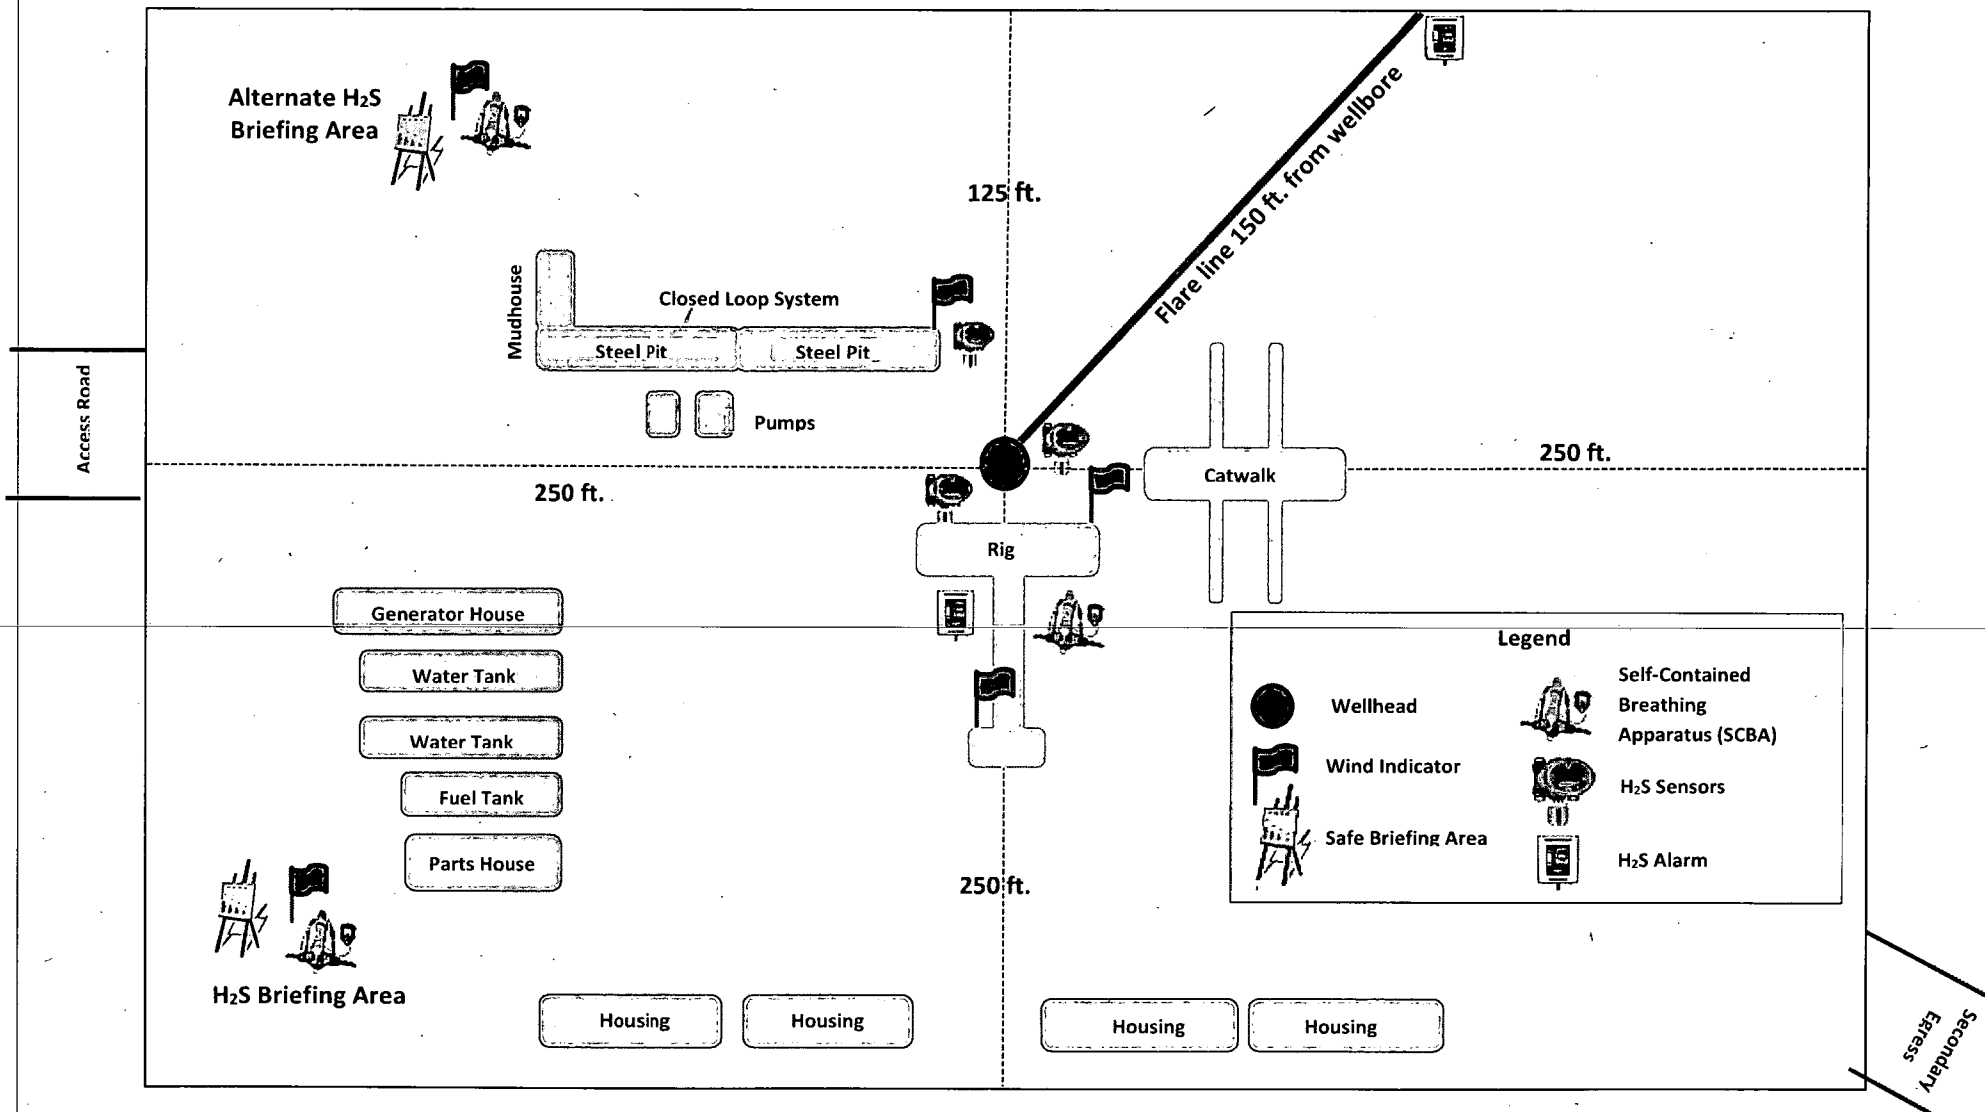 Alternate H₂S
Briefing Area
125 ft.
Flare line 150 ft. from wellbore
Mudhouse
Closed Loop System
Steel Pit
Steel Pit
Pumps
Access Road
250 ft.
250 ft.
Catwalk
Rig
Generator House
Water Tank
Water Tank
Fuel Tank
Parts House
250 ft.
H₂S Briefing Area
Housing
Housing
Housing
Housing
Legend
Wellhead
Wind Indicator
Safe Briefing Area
Self-Contained
Breathing
Apparatus (SCBA)
H₂S Sensors
H₂S Alarm
Secondary
Egress